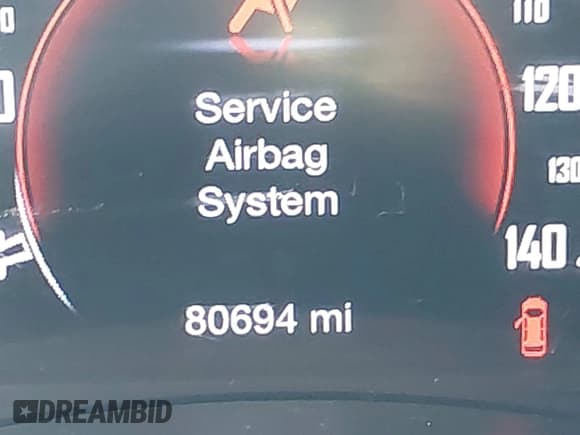 110
120
Service
Airbag
System
130
140
80694 mi
DREAMBID